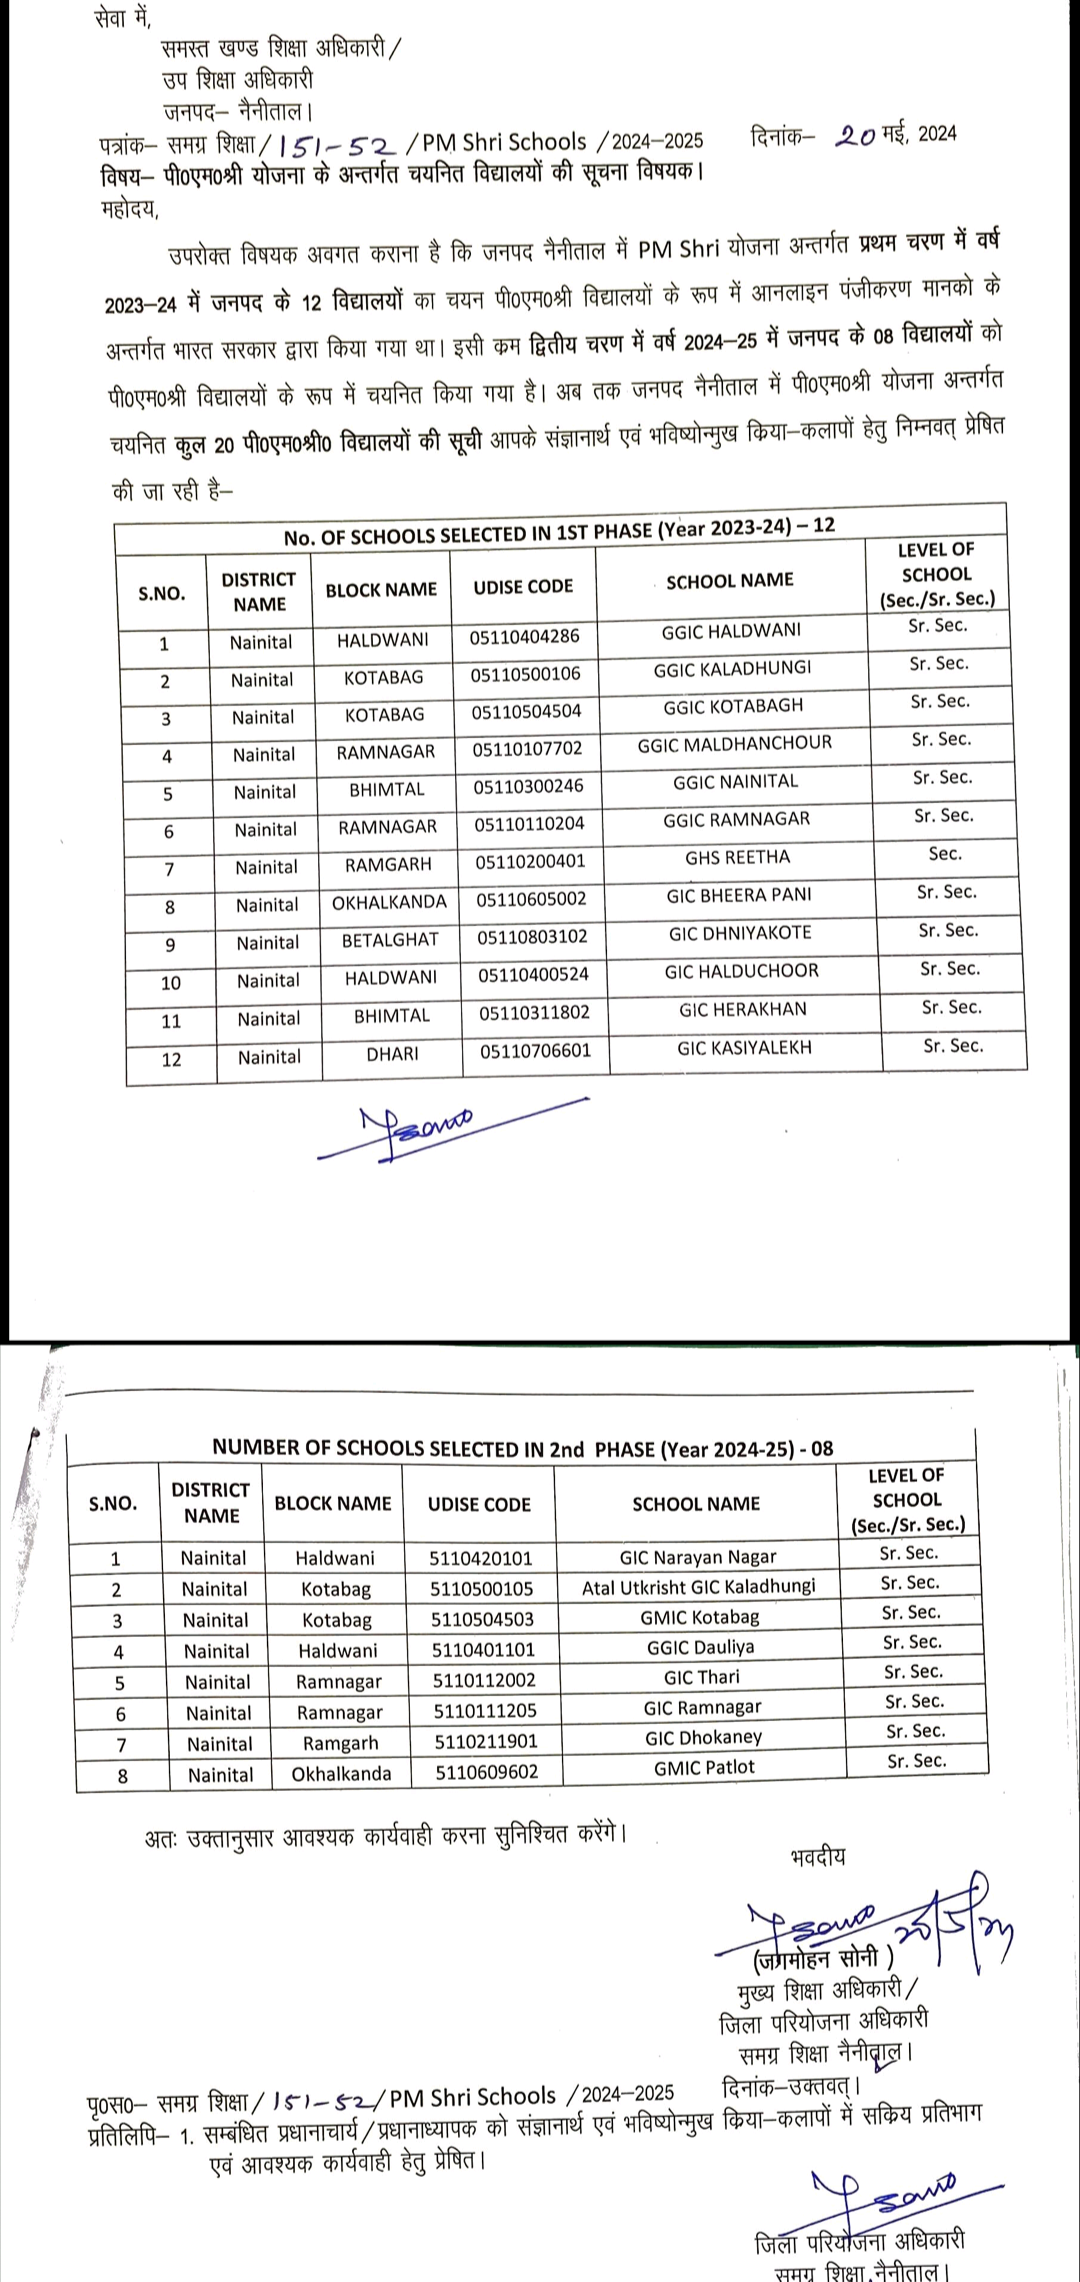 सेवा में,
समस्त खण्ड शिक्षा अधिकारी/
उप शिक्षा अधिकारी
जनपद– नैनीताल।
पत्रांक– समग्र शिक्षा/151-52/PM Shri Schools /2024–2025 दिनांक– 20 मई, 2024
विषय– पी0एम0श्री योजना के अन्तर्गत चयनित विद्यालयों की सूचना विषयक।
महोदय,
उपरोक्त विषयक अवगत कराना है कि जनपद नैनीताल में PM Shri योजना अन्तर्गत प्रथम चरण में वर्ष
2023–24 में जनपद के 12 विद्यालयों का चयन पी0एम0श्री विद्यालयों के रूप में आनलाइन पंजीकरण मानको के
अन्तर्गत भारत सरकार द्वारा किया गया था। इसी कम द्वितीय चरण में वर्ष 2024–25 में जनपद के 08 विद्यालयों को
पी0एम0श्री विद्यालयों के रूप में चयनित किया गया है। अब तक जनपद नैनीताल में पी0एम0श्री योजना अन्तर्गत
चयनित कुल 20 पी0एम0श्री0 विद्यालयों की सूची आपके संज्ञानार्थ एवं भविष्योन्मुख किया–कलापों हेतु निम्नवत् प्रेषित
की जा रही है–
No. OF SCHOOLS SELECTED IN 1ST PHASE (Year 2023-24) – 12
S.NO. DISTRICT NAME BLOCK NAME UDISE CODE SCHOOL NAME LEVEL OF SCHOOL (Sec./Sr. Sec.)
1 Nainital HALDWANI 05110404286 GGIC HALDWANI Sr. Sec.
2 Nainital KOTABAG 05110500106 GGIC KALADHUNGI Sr. Sec.
3 Nainital KOTABAG 05110504504 GGIC KOTABAGH Sr. Sec.
4 Nainital RAMNAGAR 05110107702 GGIC MALDHANCHOUR Sr. Sec.
5 Nainital BHIMTAL 05110300246 GGIC NAINITAL Sr. Sec.
6 Nainital RAMNAGAR 05110110204 GGIC RAMNAGAR Sr. Sec.
7 Nainital RAMGARH 05110200401 GHS REETHA Sec.
8 Nainital OKHALKANDA 05110605002 GIC BHEERA PANI Sr. Sec.
9 Nainital BETALGHAT 05110803102 GIC DHNIYAKOTE Sr. Sec.
10 Nainital HALDWANI 05110400524 GIC HALDUCHOOR Sr. Sec.
11 Nainital BHIMTAL 05110311802 GIC HERAKHAN Sr. Sec.
12 Nainital DHARI 05110706601 GIC KASIYALEKH Sr. Sec.
NUMBER OF SCHOOLS SELECTED IN 2nd PHASE (Year 2024-25) - 08
S.NO. DISTRICT NAME BLOCK NAME UDISE CODE SCHOOL NAME LEVEL OF SCHOOL (Sec./Sr. Sec.)
1 Nainital Haldwani 5110420101 GIC Narayan Nagar Sr. Sec.
2 Nainital Kotabag 5110500105 Atal Utkrisht GIC Kaladhungi Sr. Sec.
3 Nainital Kotabag 5110504503 GMIC Kotabag Sr. Sec.
4 Nainital Haldwani 5110401101 GGIC Dauliya Sr. Sec.
5 Nainital Ramnagar 5110112002 GIC Thari Sr. Sec.
6 Nainital Ramnagar 5110111205 GIC Ramnagar Sr. Sec.
7 Nainital Ramgarh 5110211901 GIC Dhokaney Sr. Sec.
8 Nainital Okhalkanda 5110609602 GMIC Patlot Sr. Sec.
अतः उक्तानुसार आवश्यक कार्यवाही करना सुनिश्चित करेंगे।
भवदीय
(जगमोहन सोनी )
मुख्य शिक्षा अधिकारी/
जिला परियोजना अधिकारी
समग्र शिक्षा नैनीताल।
पृ0स0– समग्र शिक्षा/151-52/PM Shri Schools /2024–2025 दिनांक–उक्तवत्।
प्रतिलिपि– 1. सम्बंधित प्रधानाचार्य/प्रधानाध्यापक को संज्ञानार्थ एवं भविष्योन्मुख किया–कलापों में सकिय प्रतिभाग
एवं आवश्यक कार्यवाही हेतु प्रेषित।
जिला परियोजना अधिकारी
समग्र शिक्षा,नैनीताल।